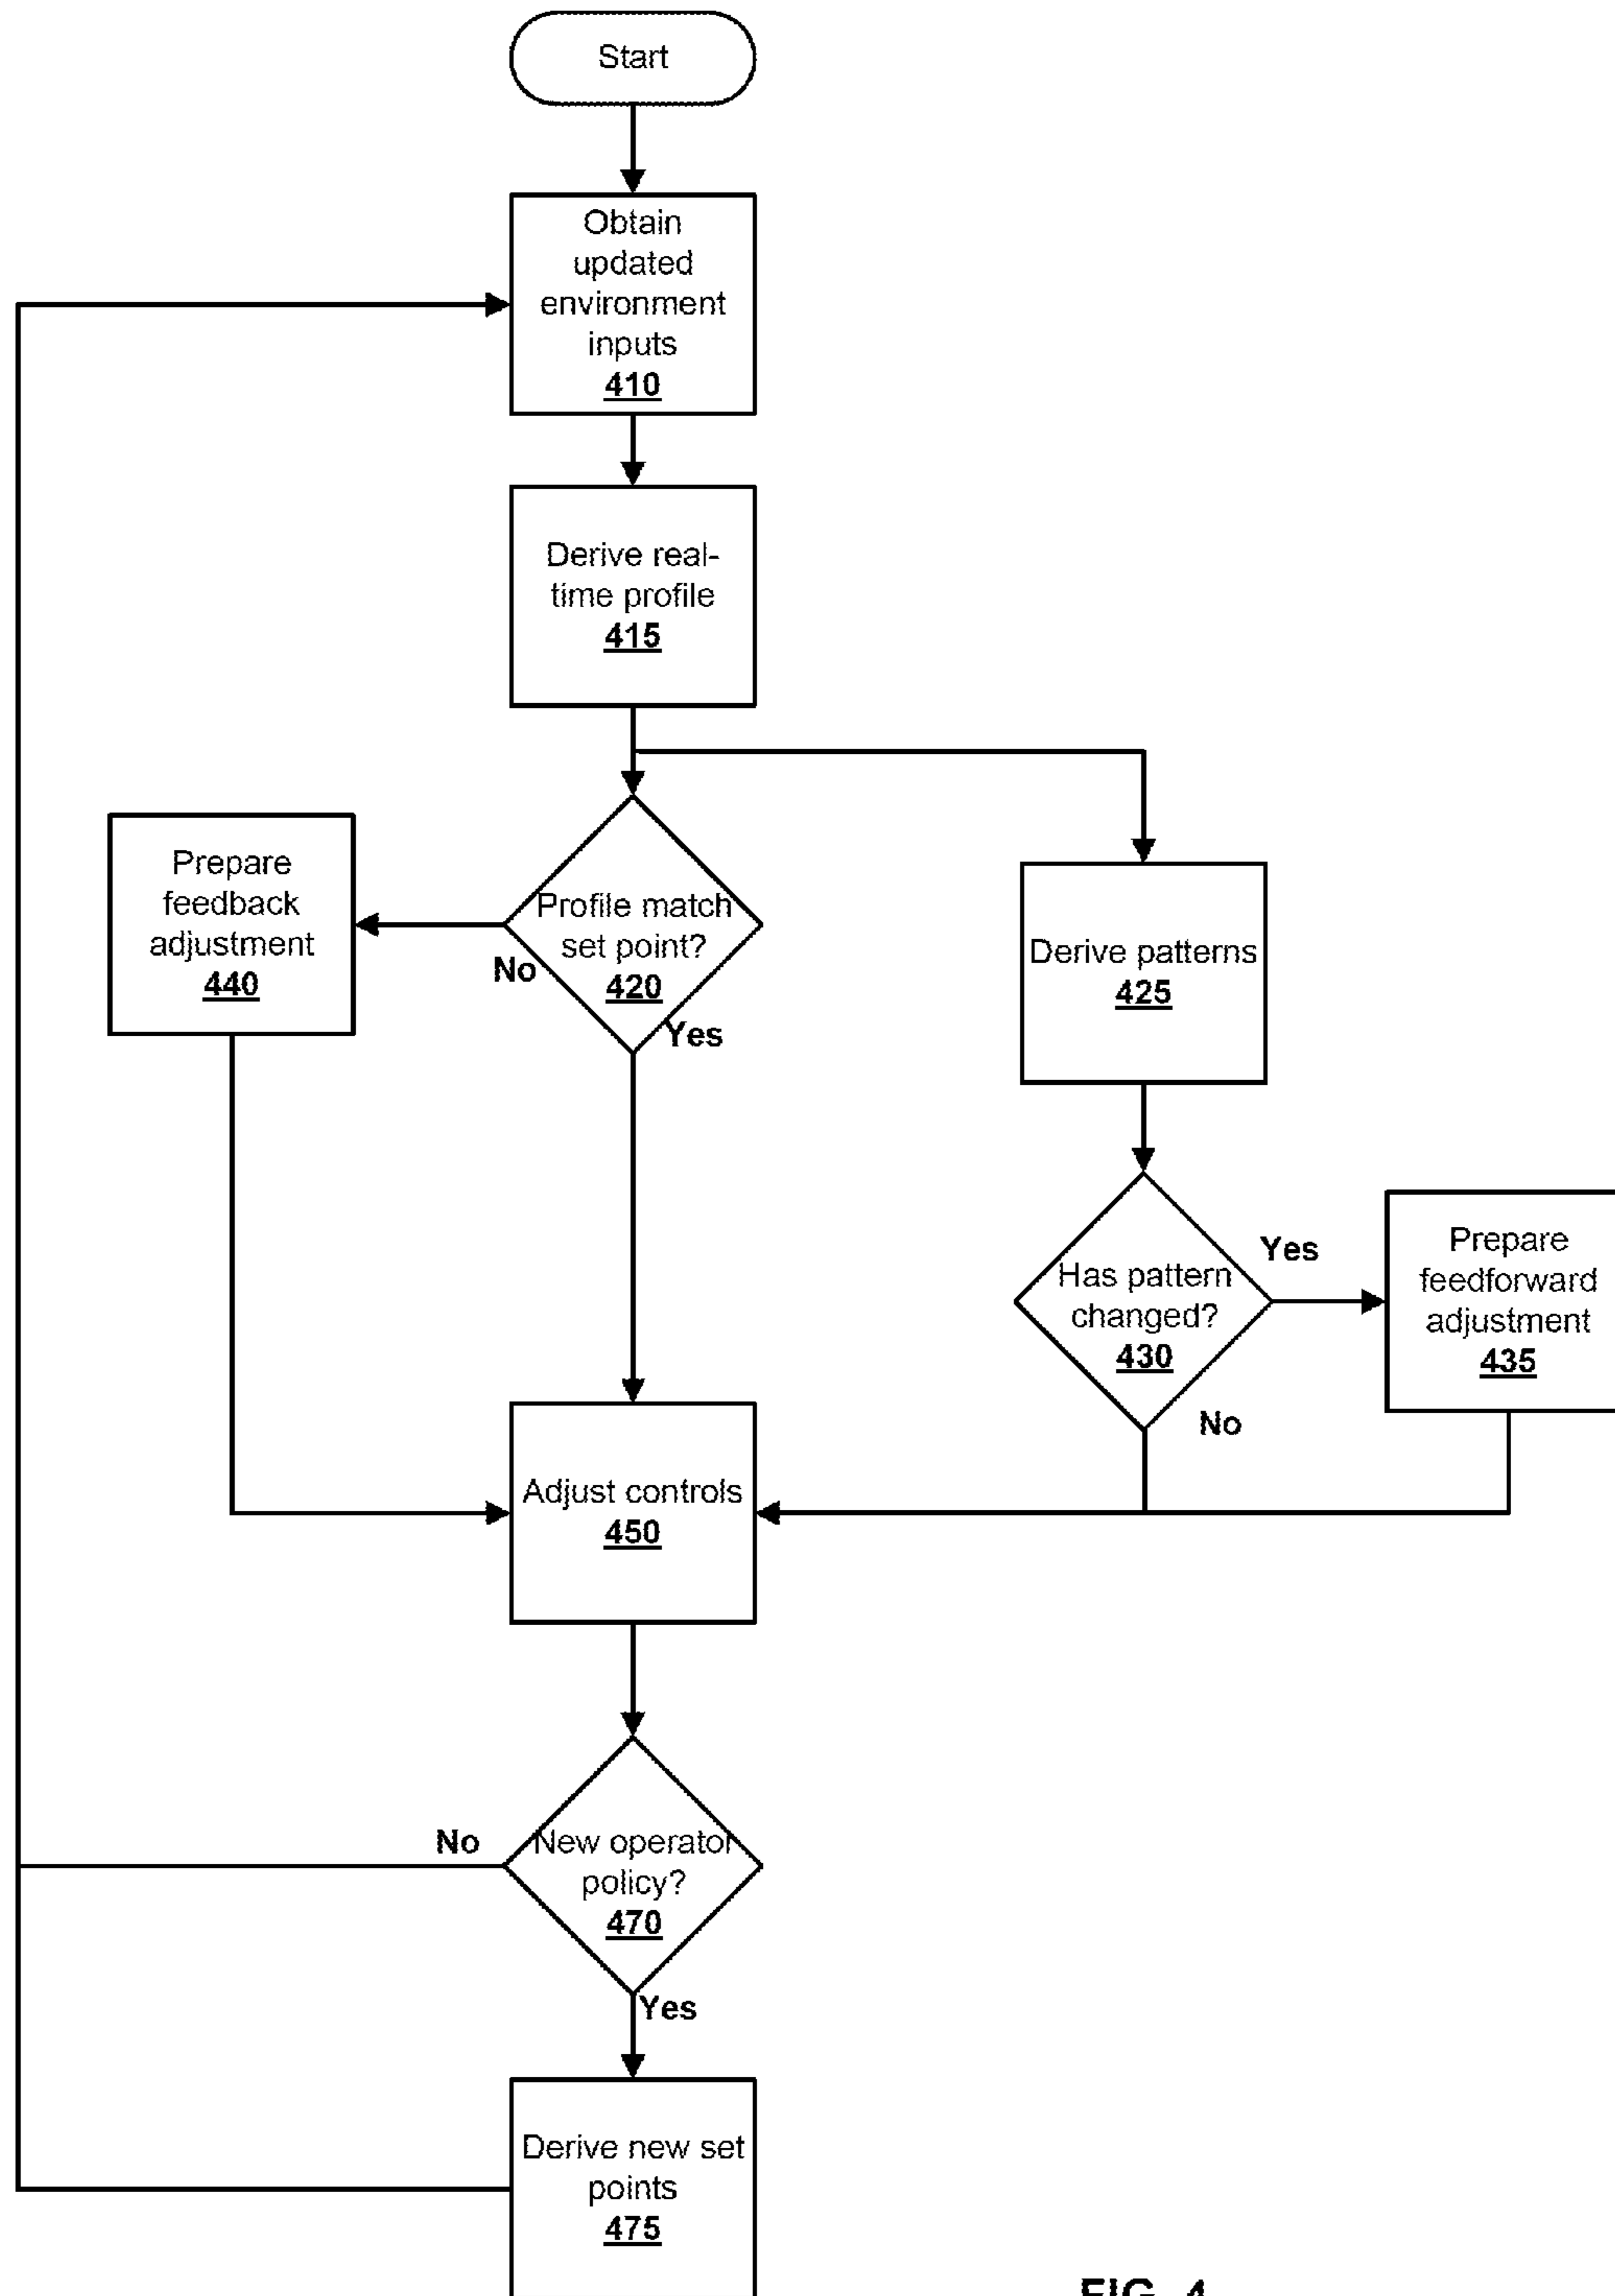 Start
Obtain
updated
environment
inputs
410
Derive real-
time profile
415
Prepare
feedback
adjustment
440
Profile match
set point?
420
No
Yes
Derive patterns
425
Has pattern
changed?
430
Yes
No
Prepare
feedforward
adjustment
435
Adjust controls
450
New operator
policy?
470
No
Yes
Derive new set
points
475
FIG. 4